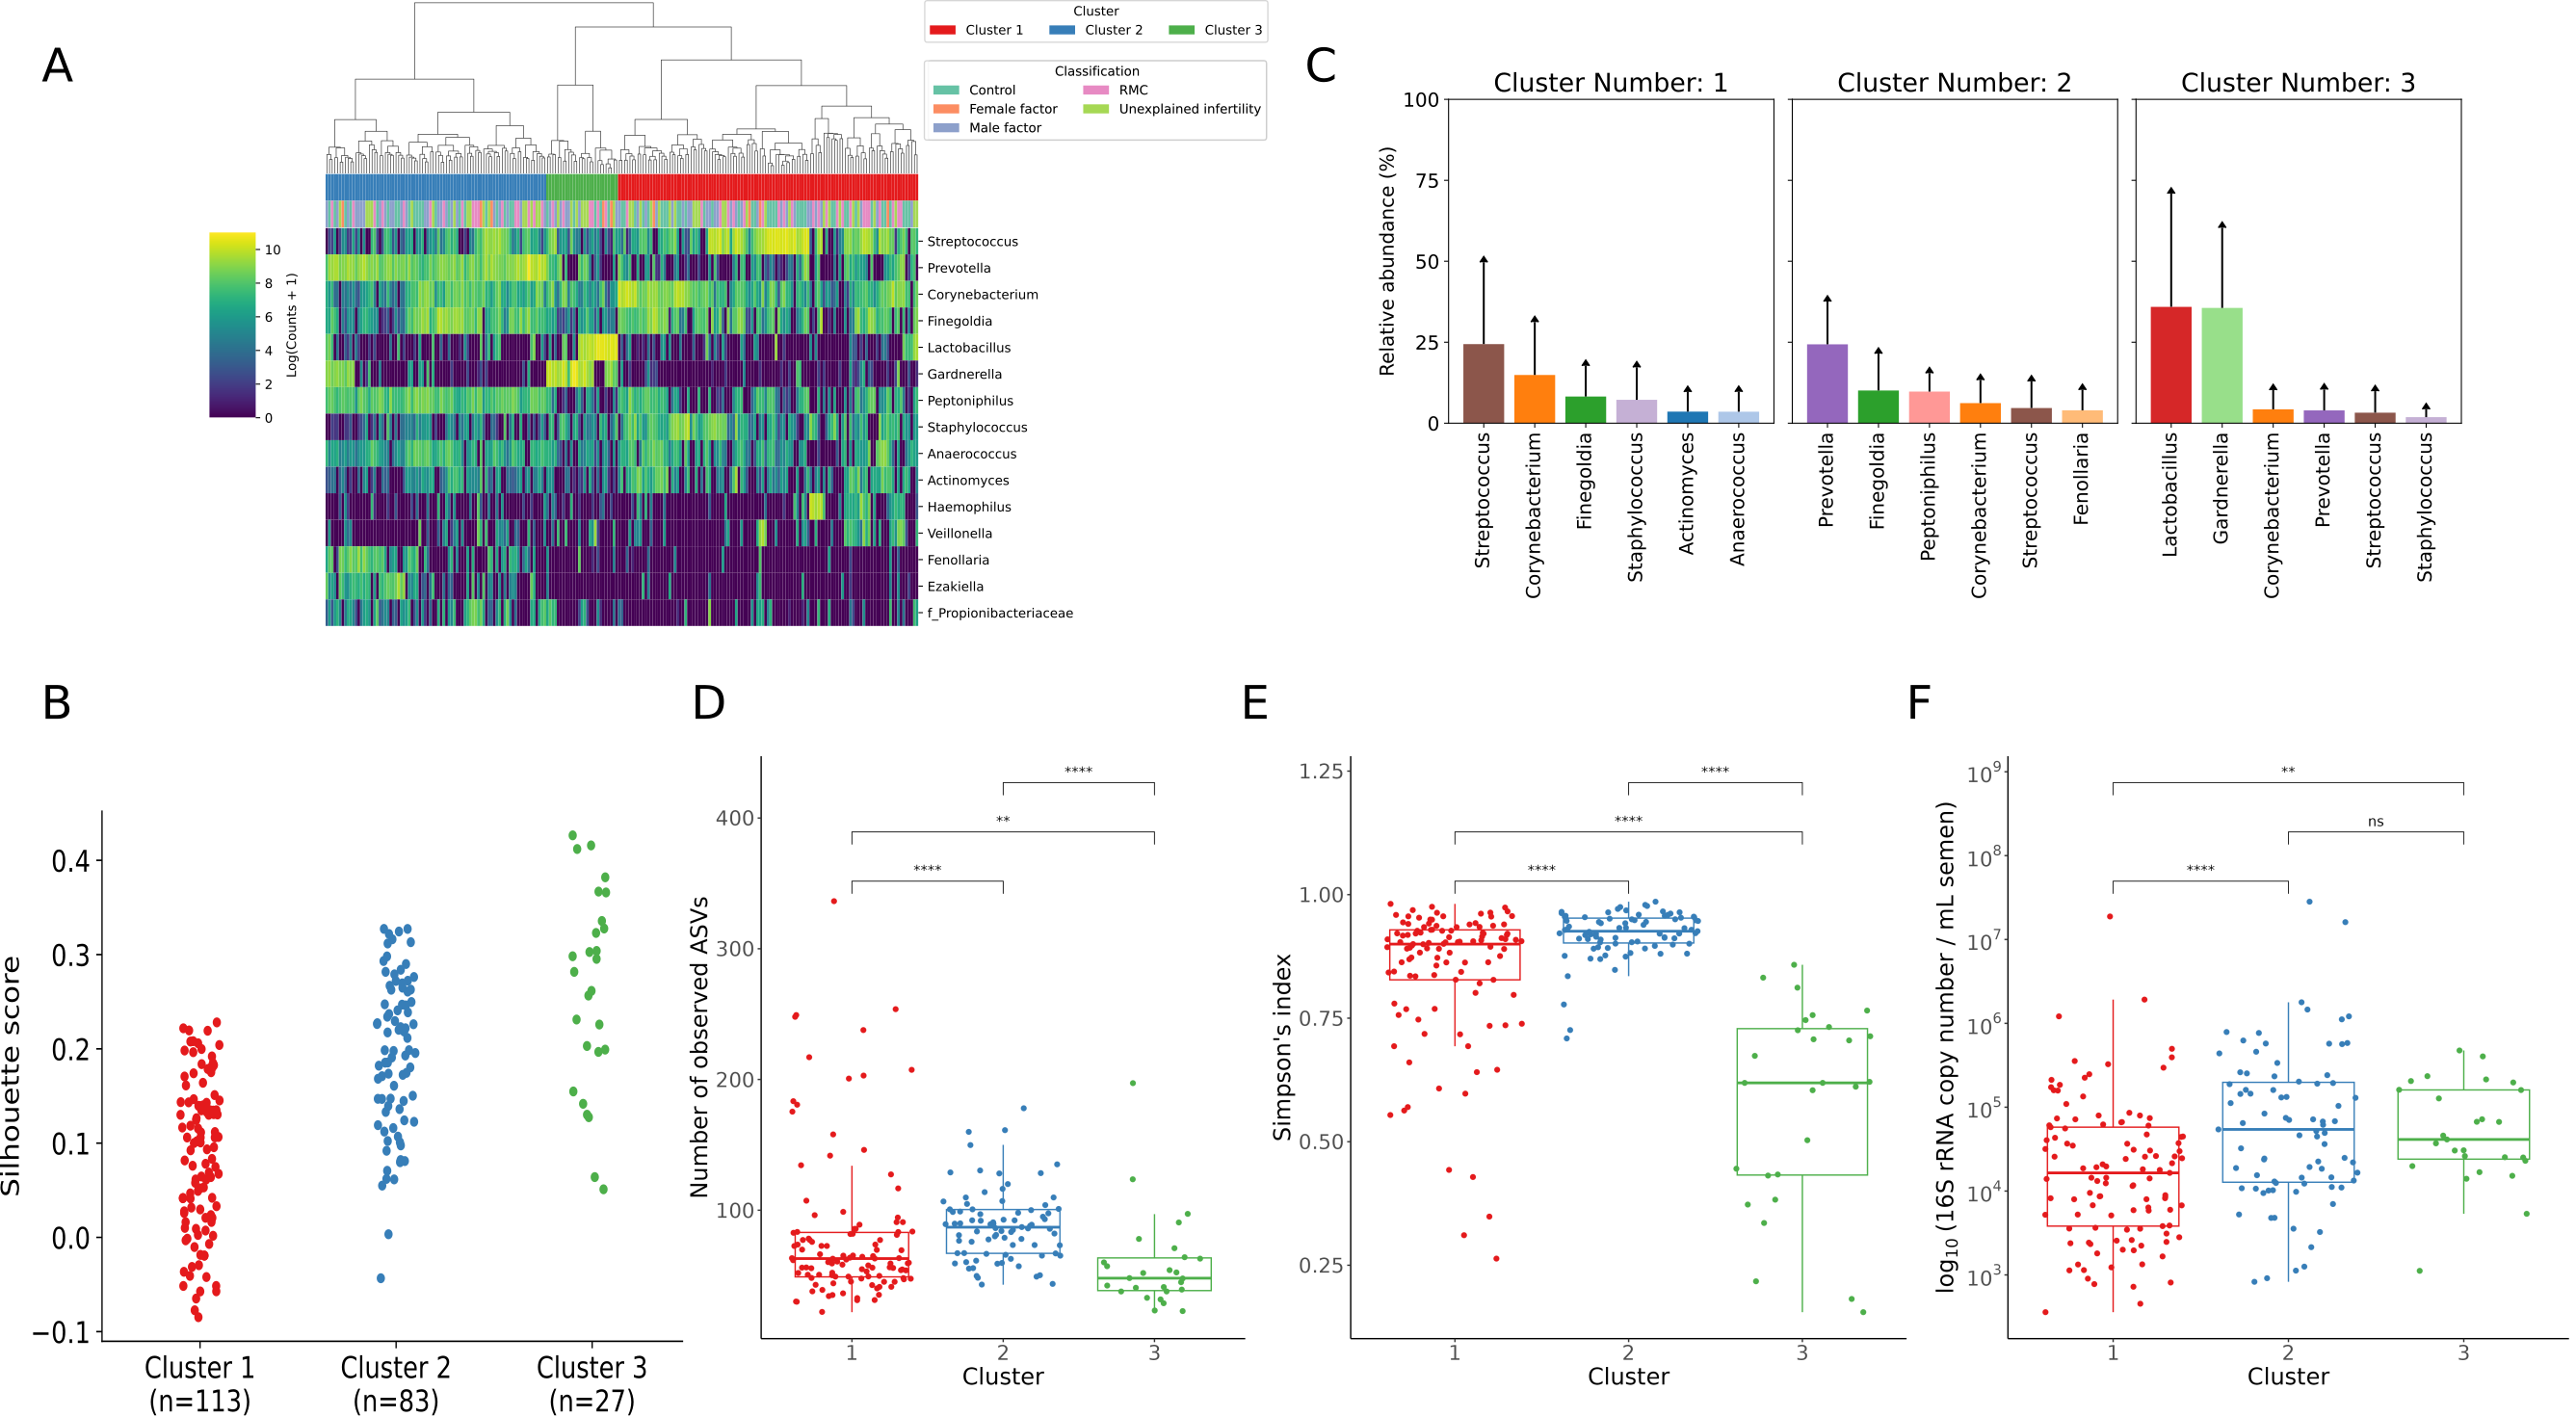 A
Cluster
Cluster 1
Cluster 2
Cluster 3
Classification
Control
RMC
Female factor
Unexplained infertility
Male factor
10
8
6
4
2
0
Log(Counts + 1)
Streptococcus
Prevotella
Corynebacterium
Finegoldia
Lactobacillus
Gardnerella
Peptoniphilus
Staphylococcus
Anaerococcus
Actinomyces
Haemophilus
Veillonella
Fenollaria
Ezakiella
f_Propionibacteriaceae
C
Cluster Number: 1
Cluster Number: 2
Cluster Number: 3
Relative abundance (%)
100
75
50
25
0
Streptococcus
Corynebacterium
Finegoldia
Staphylococcus
Actinomyces
Anaerococcus
Prevotella
Finegoldia
Peptoniphilus
Corynebacterium
Streptococcus
Fenollaria
Lactobacillus
Gardnerella
Corynebacterium
Prevotella
Streptococcus
Staphylococcus
B
Silhouette score
0.4
0.3
0.2
0.1
0.0
−0.1
Cluster 1
(n=113)
Cluster 2
(n=83)
Cluster 3
(n=27)
D
Number of observed ASVs
400
300
200
100
****
**
****
1
2
3
Cluster
E
Simpson's index
1.25
1.00
0.75
0.50
0.25
****
****
****
1
2
3
Cluster
F
log₁₀ (16S rRNA copy number / mL semen)
10⁹
10⁸
10⁷
10⁶
10⁵
10⁴
10³
**
ns
****
1
2
3
Cluster